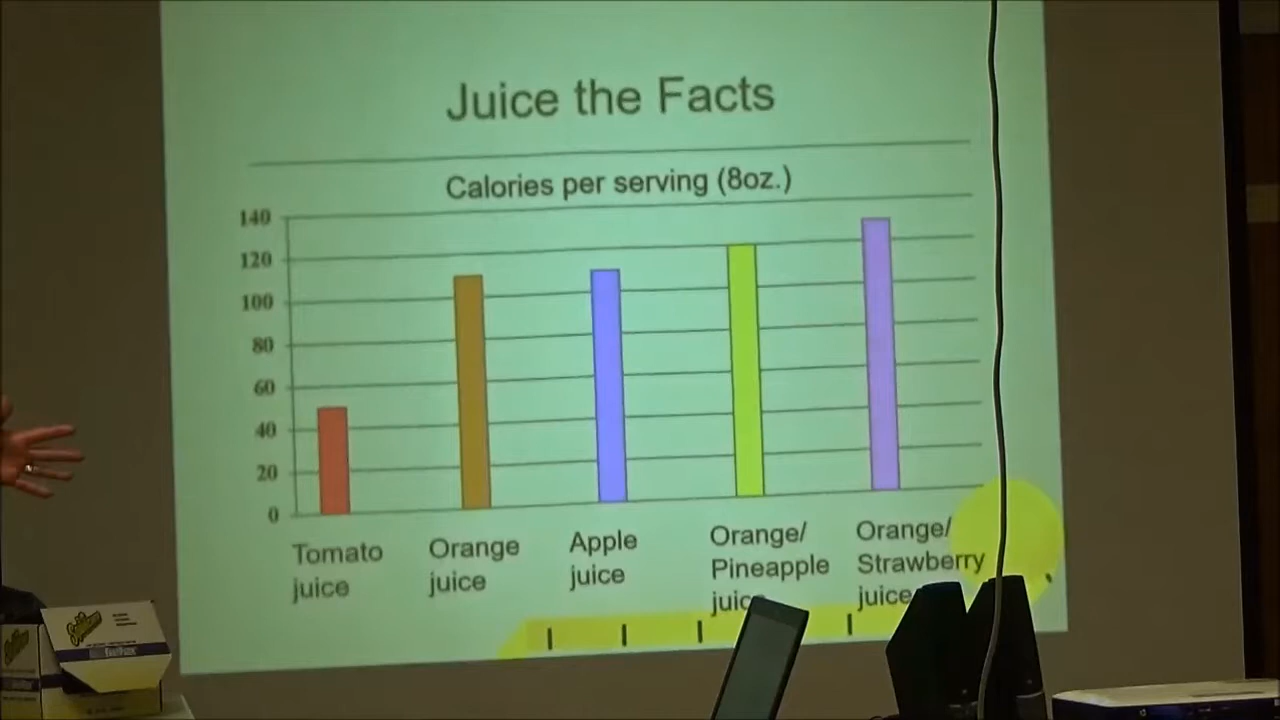 Juice the Facts
Calories per serving (8oz.)
140
120
100
80
60
40
20
0
Tomato
juice
Orange
juice
Apple
juice
Orange/
Pineapple
juice
Orange/
Strawberry
juice